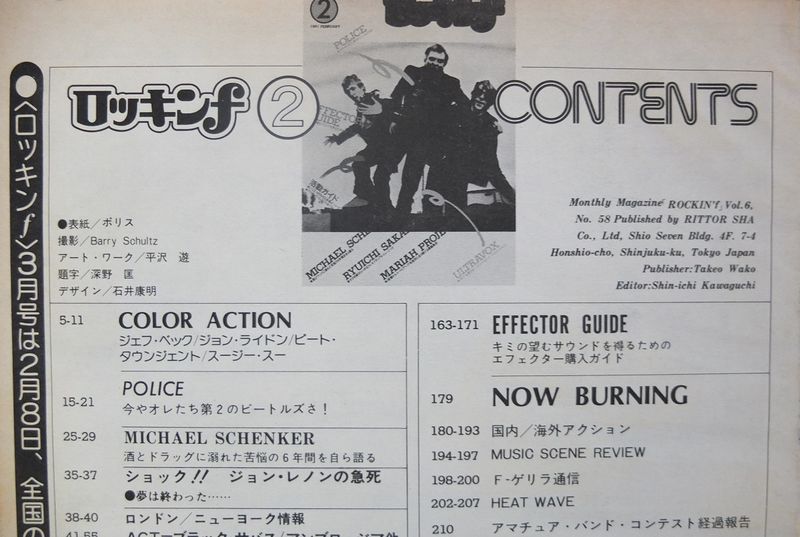 ●〈ロッキンf〉3月号は2月8日、全国の
ロッキンf 2 CONTENTS
2
POLICE
EFFECTOR
GUIDE
活動ガイド
MICHAEL SCHE
RYUICHI SAKA
MARIAH PROJE
ULTRAVOX
●表紙/ポリス
撮影/Barry Schultz
アート・ワーク/平沢 遊
題字/深野 匡
デザイン/石井康明
Monthly Magazine「ROCKIN'f」Vol.6,
No. 58 Published by RITTOR SHA
Co., Ltd, Shio Seven Bldg. 4F. 7-4
Honshio-cho, Shinjuku-ku, Tokyo Japan
Publisher:Takeo Wako
Editor:Shin-ichi Kawaguchi
5-11 COLOR ACTION
ジェフ・ベック/ジョン・ライドン/ピート・
タウンジェント/スージー・スー
15-21 POLICE
今やオレたち第2のビートルズさ!
25-29 MICHAEL SCHENKER
酒とドラッグに溺れた苦悩の6年間を自ら語る
35-37 ショック!! ジョン・レノンの急死
●夢は終わった……
38-40 ロンドン/ニューヨーク情報
41-55
163-171 EFFECTOR GUIDE
キミの望むサウンドを得るための
エフェクター購入ガイド
179 NOW BURNING
180-193 国内/海外アクション
194-197 MUSIC SCENE REVIEW
198-200 F・ゲリラ通信
202-207 HEAT WAVE
210 アマチュア・バンド・コンテスト経過報告